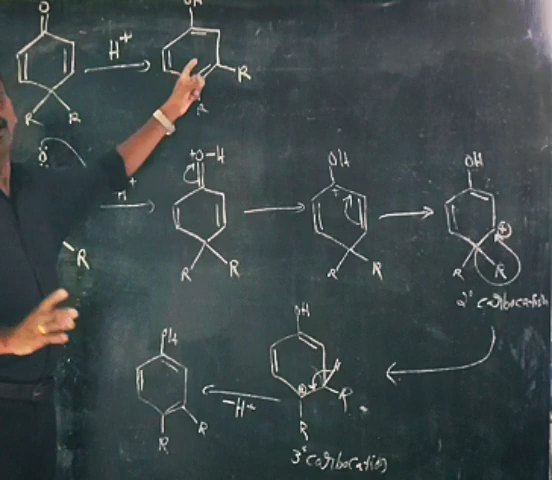 O OH
H⁺
R R R
R
Ö +O-H OH OH
H⁺ ⊕
R R R R R R R
2° carbocation
OH OH
⊕ H
-H⁺ R
R R R
3° carbocation